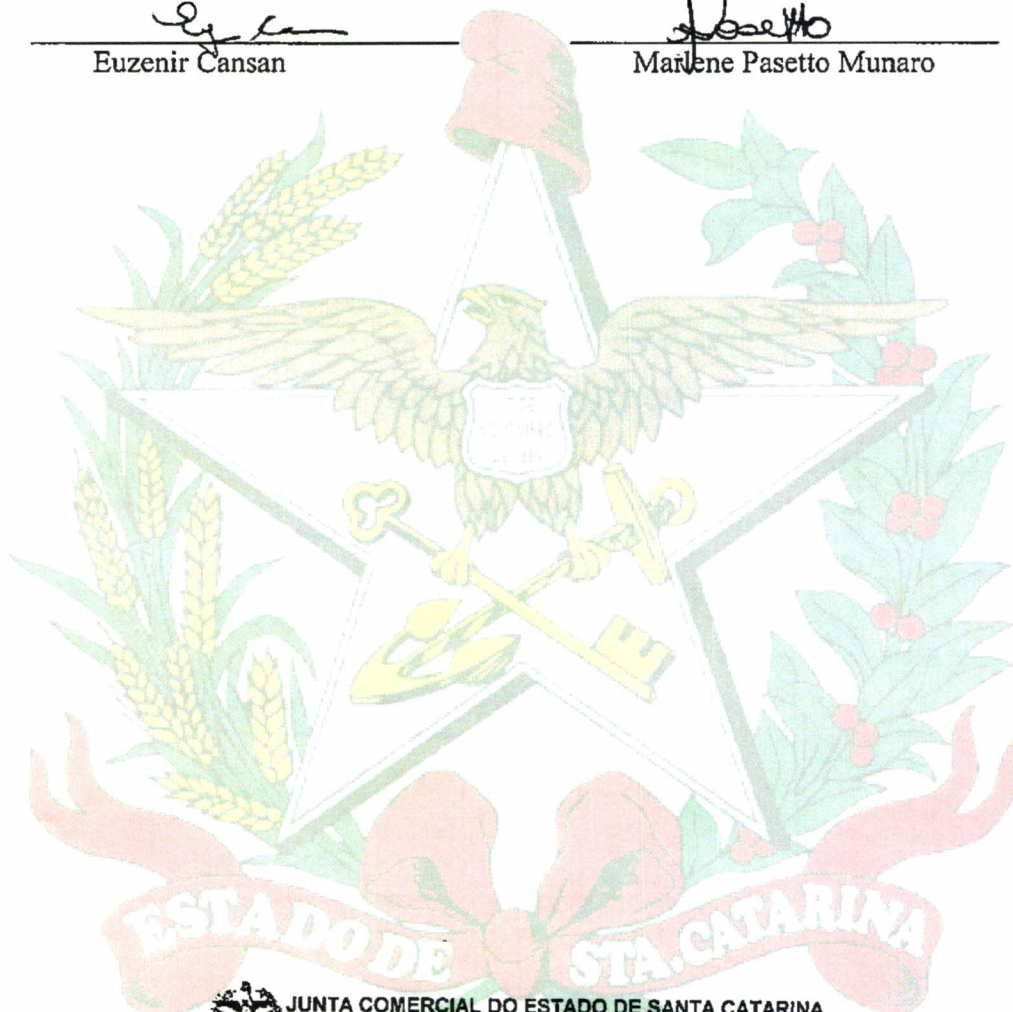 Euzenir Cansan
Marlene Pasetto Munaro
ESTADO DE STA.CATARINA
JUNTA COMERCIAL DO ESTADO DE SANTA CATARINA